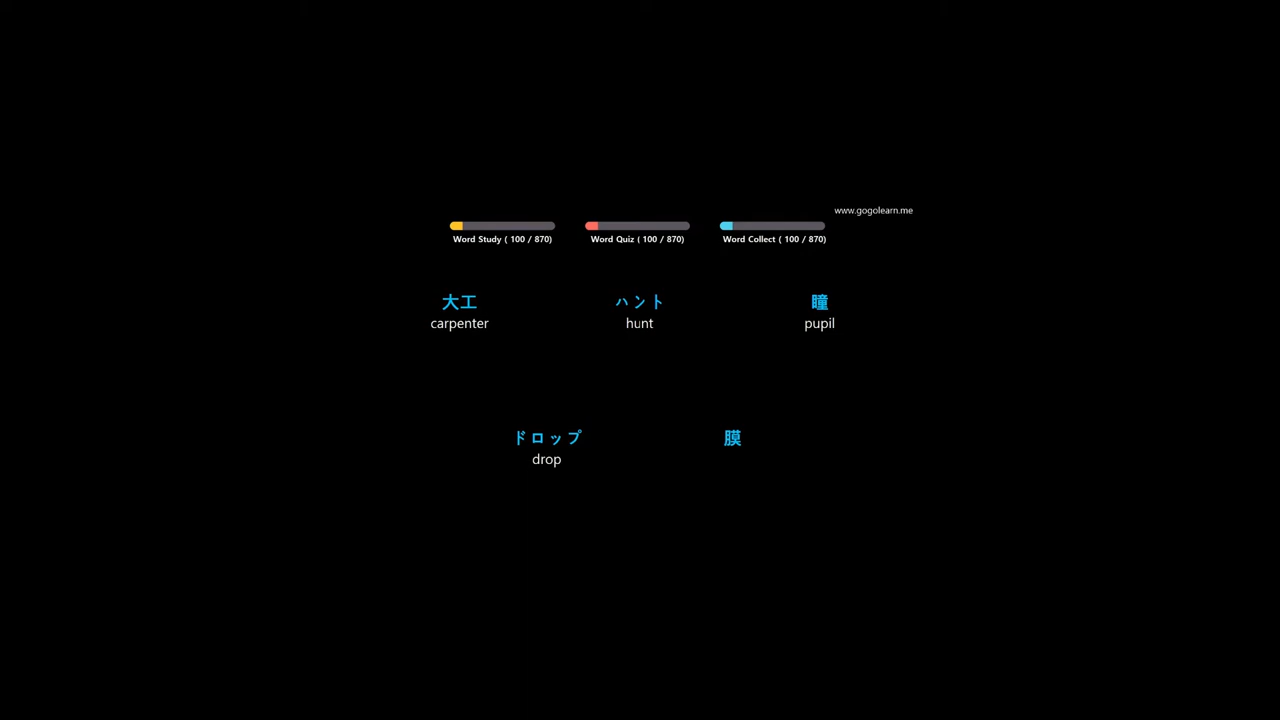 www.gogolearn.me
Word Study ( 100 / 870)
Word Quiz ( 100 / 870)
Word Collect ( 100 / 870)
大工
carpenter
ハント
hunt
瞳
pupil
ドロップ
drop
膜